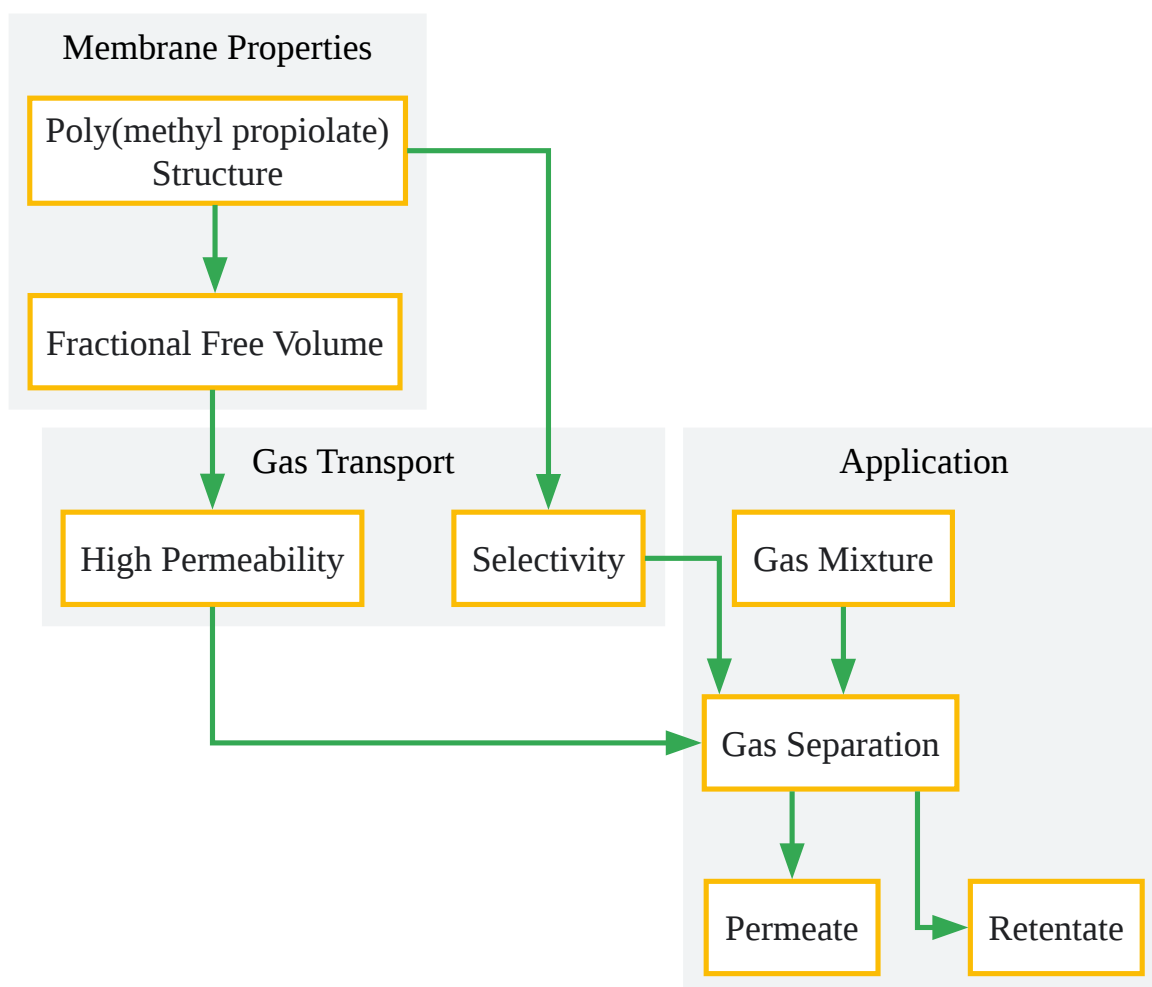 Membrane Properties
Poly(methyl propiolate)
Structure
Fractional Free Volume
Gas Transport
High Permeability
Selectivity
Application
Gas Mixture
Gas Separation
Permeate
Retentate